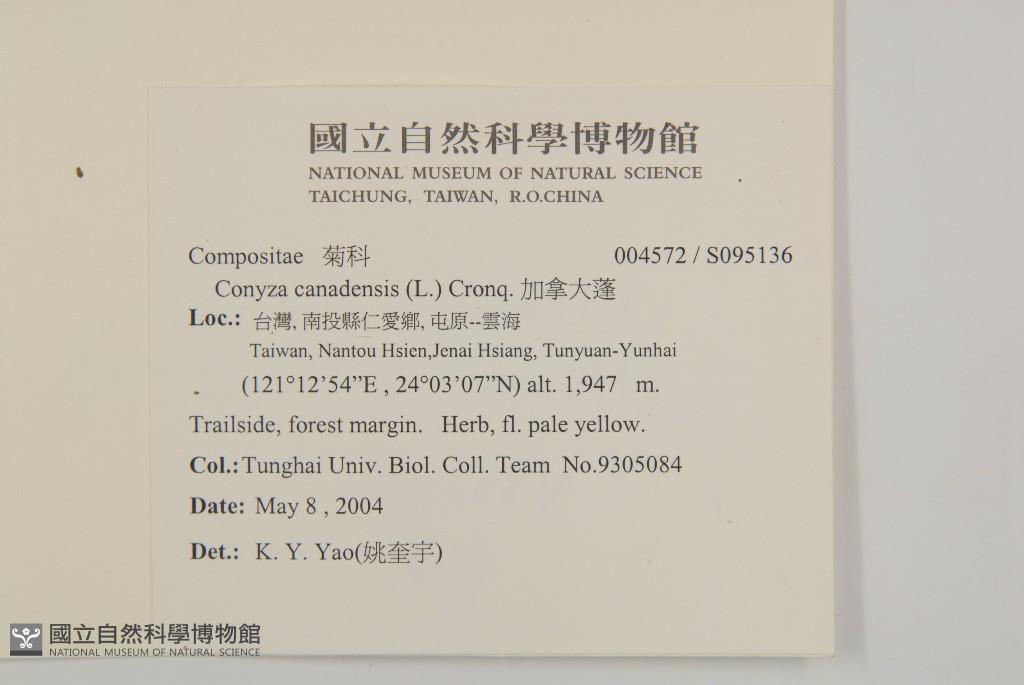 國立自然科學博物館
NATIONAL MUSEUM OF NATURAL SCIENCE
TAICHUNG, TAIWAN, R.O.CHINA
Compositae 菊科 004572 / S095136
Conyza canadensis (L.) Cronq. 加拿大蓬
Loc.: 台灣, 南投縣仁愛鄉, 屯原--雲海
Taiwan, Nantou Hsien,Jenai Hsiang, Tunyuan-Yunhai
(121°12’54”E , 24°03’07”N) alt. 1,947 m.
Trailside, forest margin. Herb, fl. pale yellow.
Col.: Tunghai Univ. Biol. Coll. Team No.9305084
Date: May 8 , 2004
Det.: K. Y. Yao(姚奎宇)
國立自然科學博物館
NATIONAL MUSEUM OF NATURAL SCIENCE